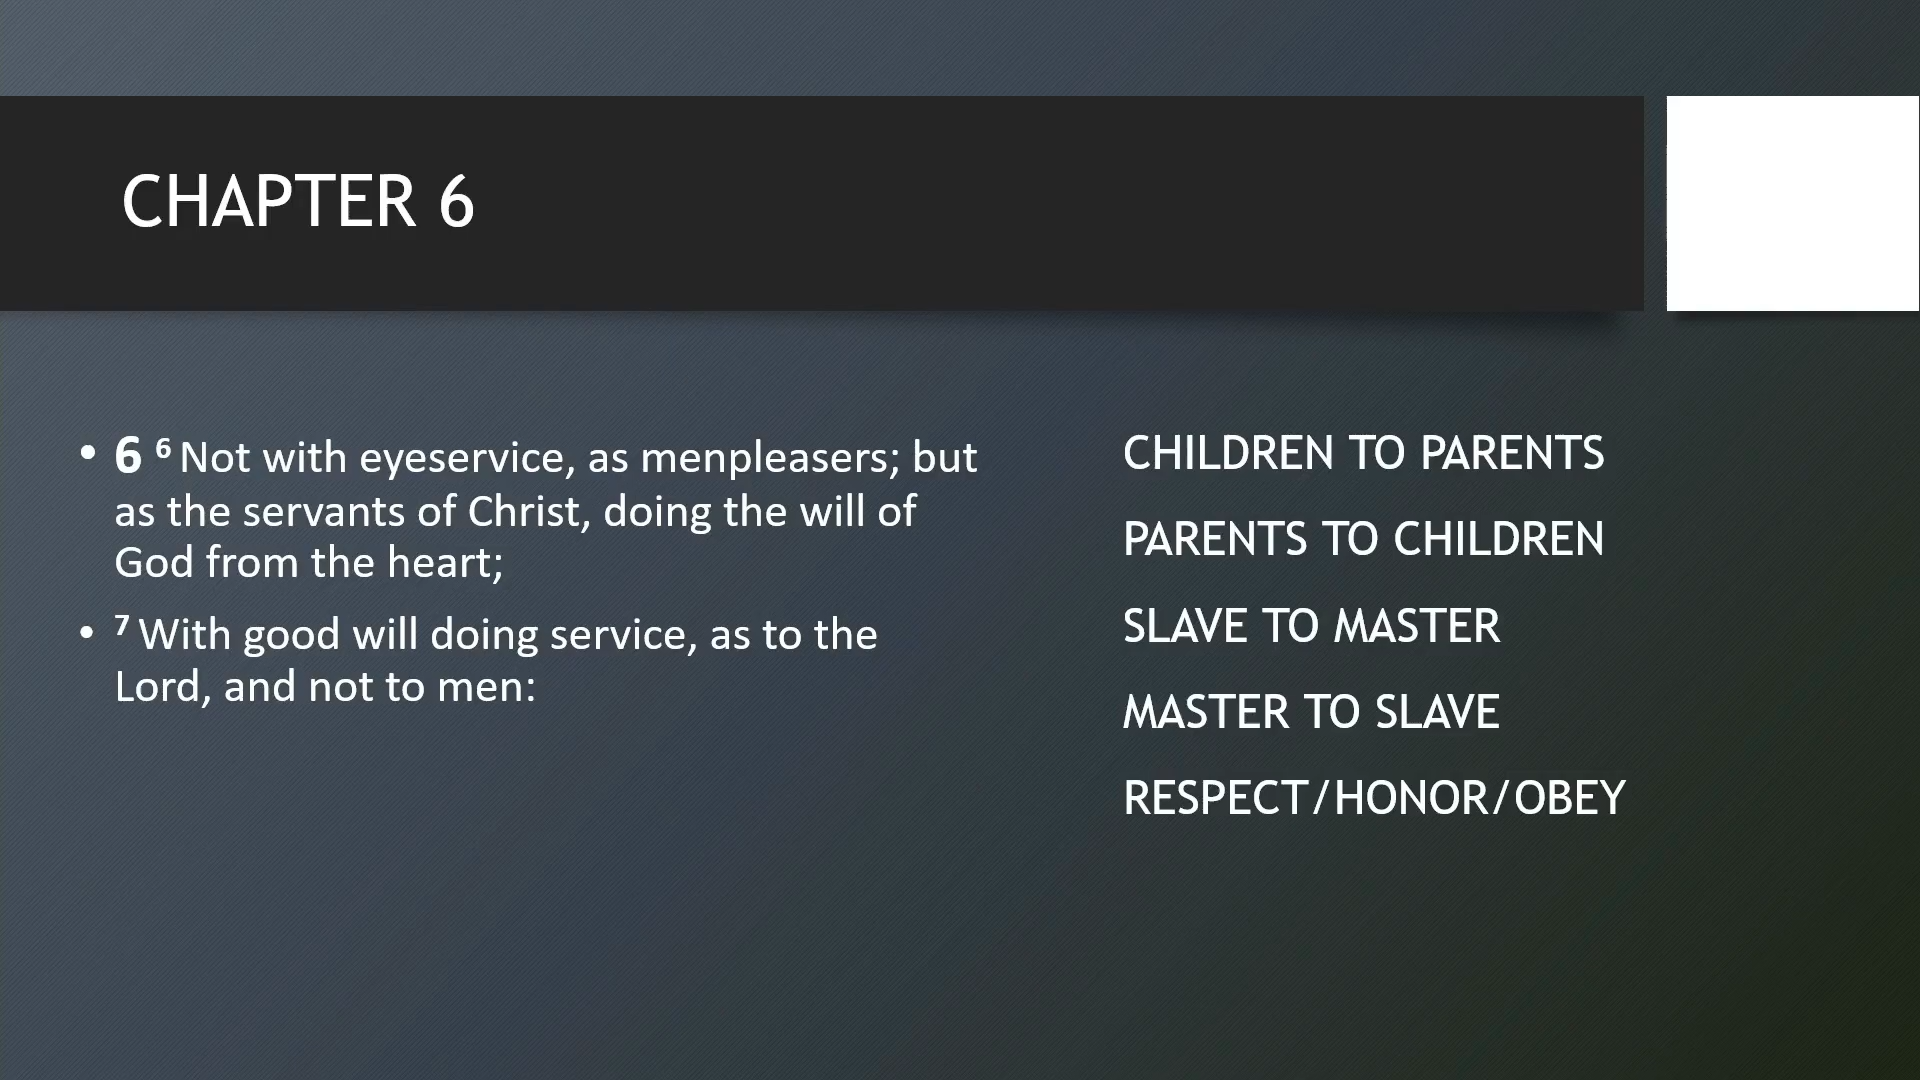 CHAPTER 6
• 6 6 Not with eyeservice, as menpleasers; but
as the servants of Christ, doing the will of
God from the heart;
• 7 With good will doing service, as to the
Lord, and not to men:
CHILDREN TO PARENTS
PARENTS TO CHILDREN
SLAVE TO MASTER
MASTER TO SLAVE
RESPECT/HONOR/OBEY